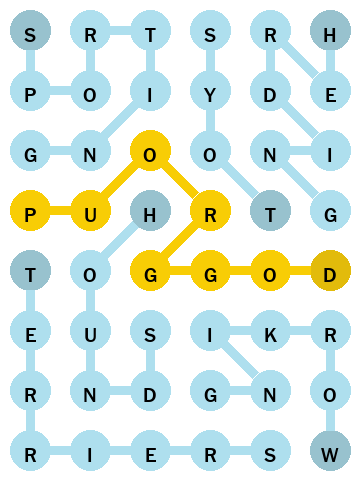 S R T S R H
P O I Y D E
G N O O N I
P U H R T G
T O G G O D
E U S I K R
R N D G N O
R I E R S W